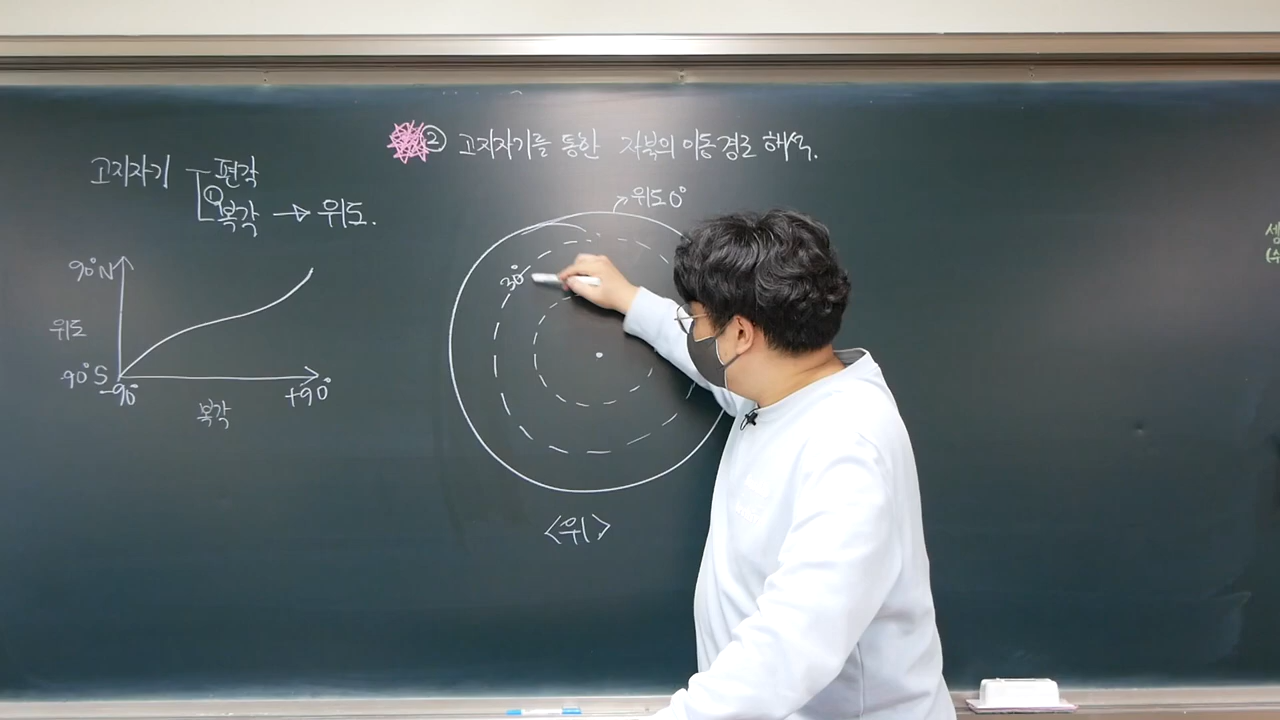 ② 고지자기를 통한 자북의 이동 경로 해석.
고지자기 편각
① 복각 → 위도.
90°N
위도
90°S
-90°
+90°
복각
위도 0°
30°
<위>